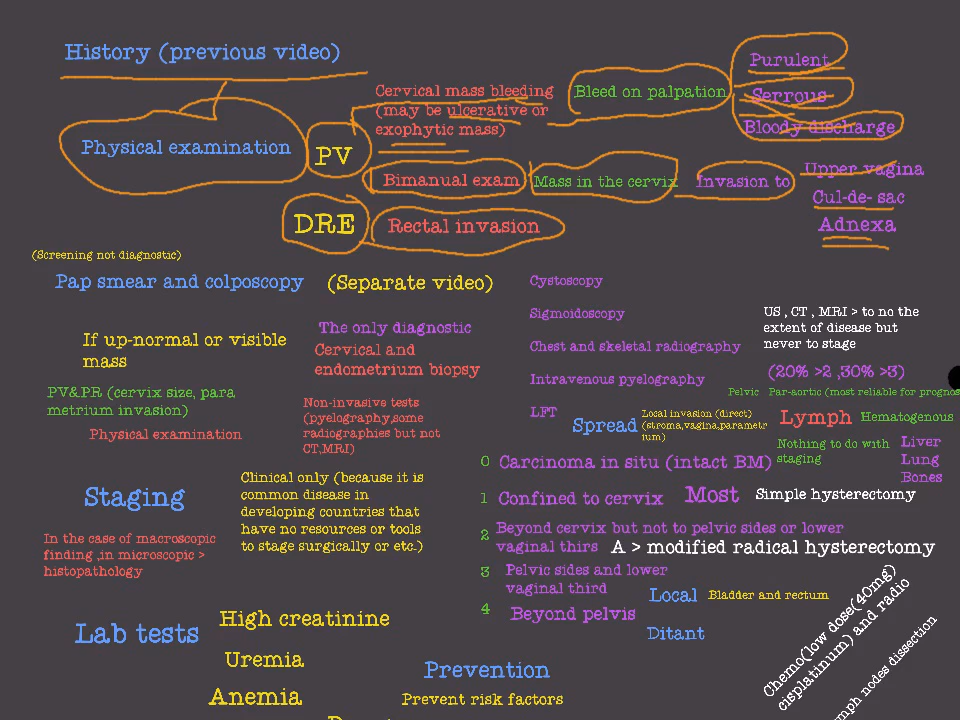 History (previous video)
Physical examination
PV
Cervical mass bleeding
(may be ulcerative or
exophytic mass)
Bleed on palpation
Purulent
Serrous
Bloody discharge
Bimanual exam
Mass in the cervix
Invasion to
Upper vagina
Cul-de- sac
Adnexa
DRE
Rectal invasion
(Screening not diagnostic)
Pap smear and colposcopy
(Separate video)
If up-normal or visible
mass
The only diagnostic
Cervical and
endometrium biopsy
PV&PR (cervix size, para
metrium invasion)
Physical examination
Non-invasive tests
(pyelography,some
radiographies but not
CT,MRI)
Cystoscopy
Sigmoidoscopy
Chest and skeletal radiography
Intravenous pyelography
LFT
US , CT , MRI > to no the
extent of disease but
never to stage
(20% >2 ,30% >3)
Pelvic
Par-aortic (most reliable for prognos
Spread
Local invasion (direct)
(stroma,vagina,parametr
ium)
Lymph
Hematogenous
Nothing to do with
staging
Liver
Lung
Bones
Staging
Clinical only (because it is
common disease in
developing countries that
have no resources or tools
to stage surgically or etc..)
In the case of macroscopic
finding ,in microscopic >
histopathology
0 Carcinoma in situ (intact BM)
1 Confined to cervix
Most
Simple hysterectomy
2 Beyond cervix but not to pelvic sides or lower
vaginal thirs
A > modified radical hysterectomy
3 Pelvic sides and lower
vaginal third
4 Beyond pelvis
Local
Bladder and rectum
Ditant
Chemo(low dose(40mg)
cisplatinum) and radio
mph nodes dissection
Lab tests
High creatinine
Uremia
Anemia
Prevention
Prevent risk factors